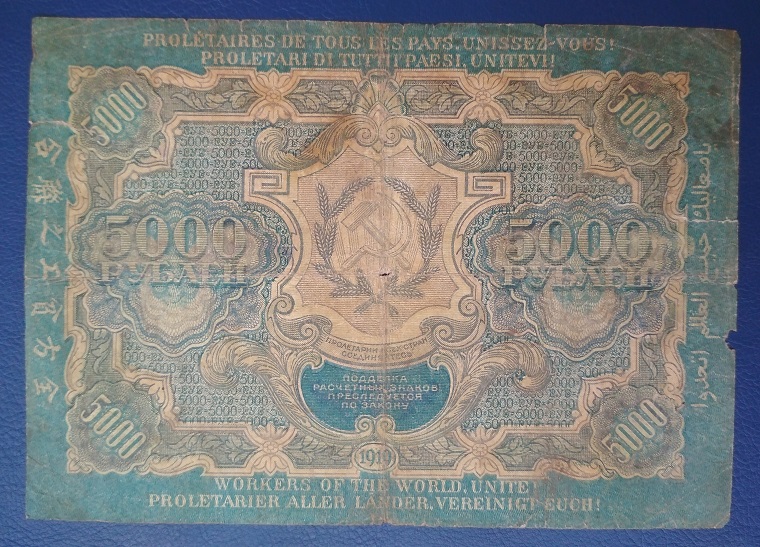 PROLÉTAIRES DE TOUS LES PAYS, UNISSEZ-VOUS!
PROLETARI DI TUTTI I PAESI, UNITEVI!
5000
5000
5000
РУБЛЕЙ
5000
РУБЛЕЙ
العالم اتحدوا
ПРОЛЕТАРИИ ВСЕХ СТРАН
СОЕДИНЯЙТЕСЬ
ПОДДЕЛКА
РАСЧЕТНЫХ ЗНАКОВ
ПРЕСЛЕДУЕТСЯ
ПО ЗАКОНУ
5000
5000
1919
WORKERS OF THE WORLD, UNITE!
PROLETARIER ALLER LÄNDER, VEREINIGT EUCH!